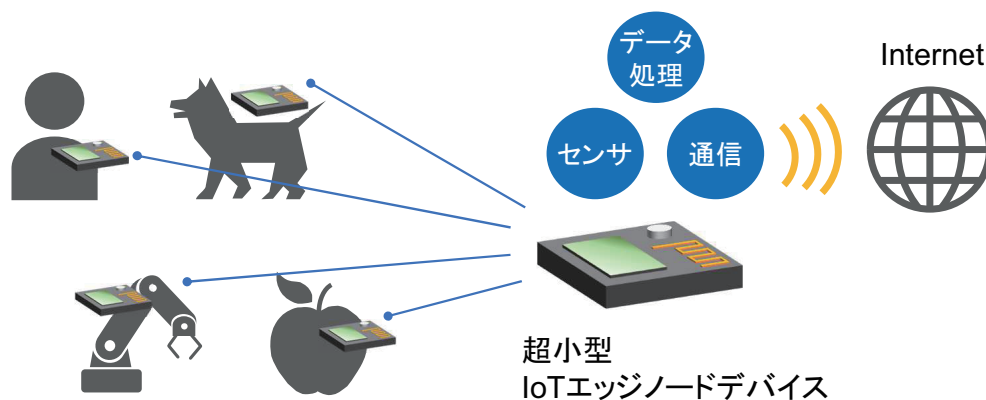 データ
処理
センサ
通信
Internet
超小型
IoTエッジノードデバイス